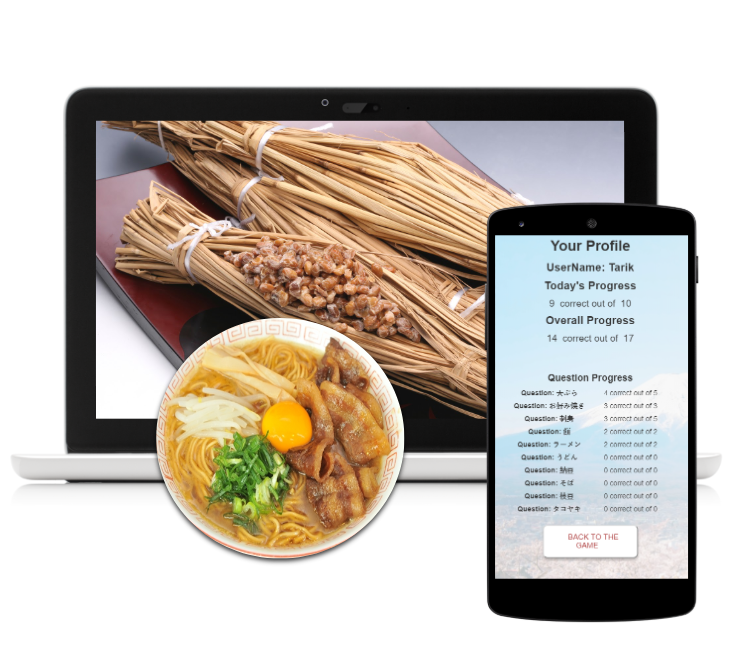 Your Profile
UserName: Tarik
Today's Progress
9 correct out of 10
Overall Progress
14 correct out of 17
Question Progress
Question: 天ぷら 4 correct out of 5
Question: お好み焼き 3 correct out of 3
Question: 刺身 3 correct out of 5
Question: 2 correct out of 2
Question: ラーメン 2 correct out of 2
Question: うどん 0 correct out of 0
Question: 納豆 0 correct out of 0
Question: そば 0 correct out of 0
Question: 枝豆 0 correct out of 0
Question: タコヤキ 0 correct out of 0
BACK TO THE
GAME